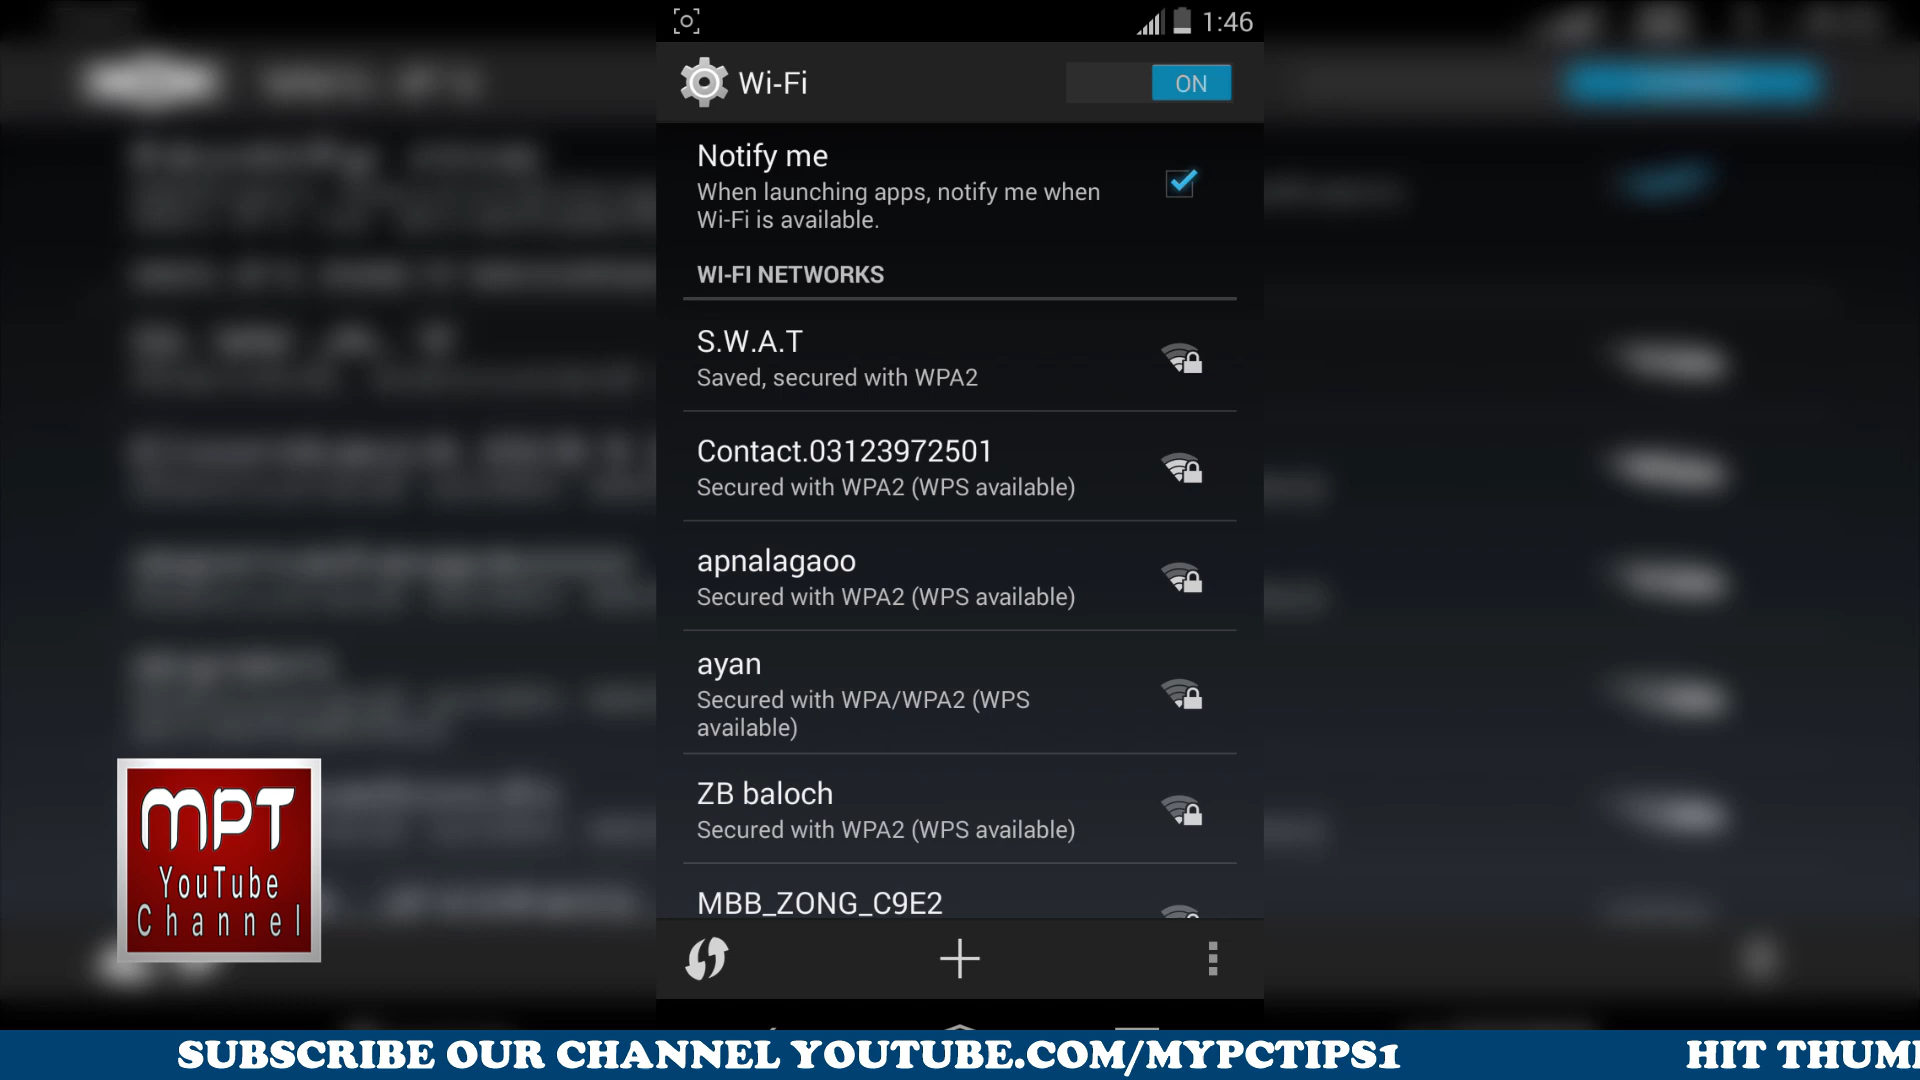 1:46
Wi-Fi
ON
Notify me
When launching apps, notify me when
Wi-Fi is available.
WI-FI NETWORKS
S.W.A.T
Saved, secured with WPA2
Contact.03123972501
Secured with WPA2 (WPS available)
apnalagaoo
Secured with WPA2 (WPS available)
ayan
Secured with WPA/WPA2 (WPS
available)
ZB baloch
Secured with WPA2 (WPS available)
MBB_ZONG_C9E2
MPT
YouTube
Channel
SUBSCRIBE OUR CHANNEL YOUTUBE.COM/MYPCTIPS1
HIT